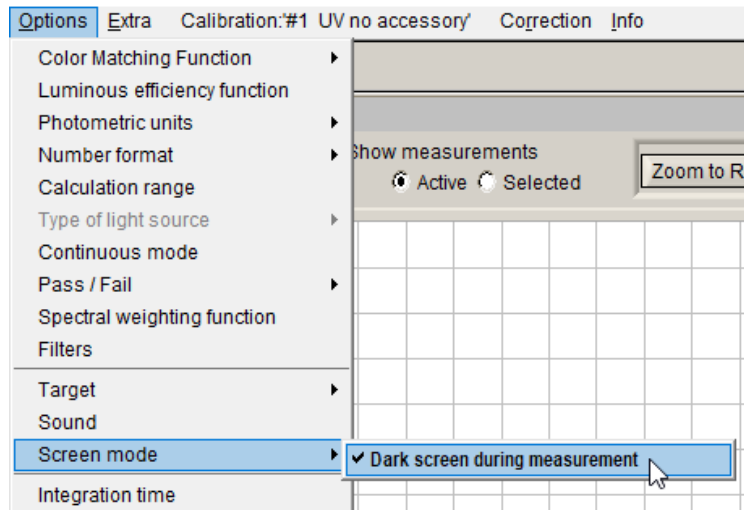 Options Extra Calibration:'#1 UV no accessory' Correction Info
Color Matching Function
Luminous efficiency function
Photometric units
Number format
Calculation range
Type of light source
Continuous mode
Pass / Fail
Spectral weighting function
Filters
Target
Sound
Screen mode
Integration time
Show measurements
Active Selected
Zoom to R
Dark screen during measurement